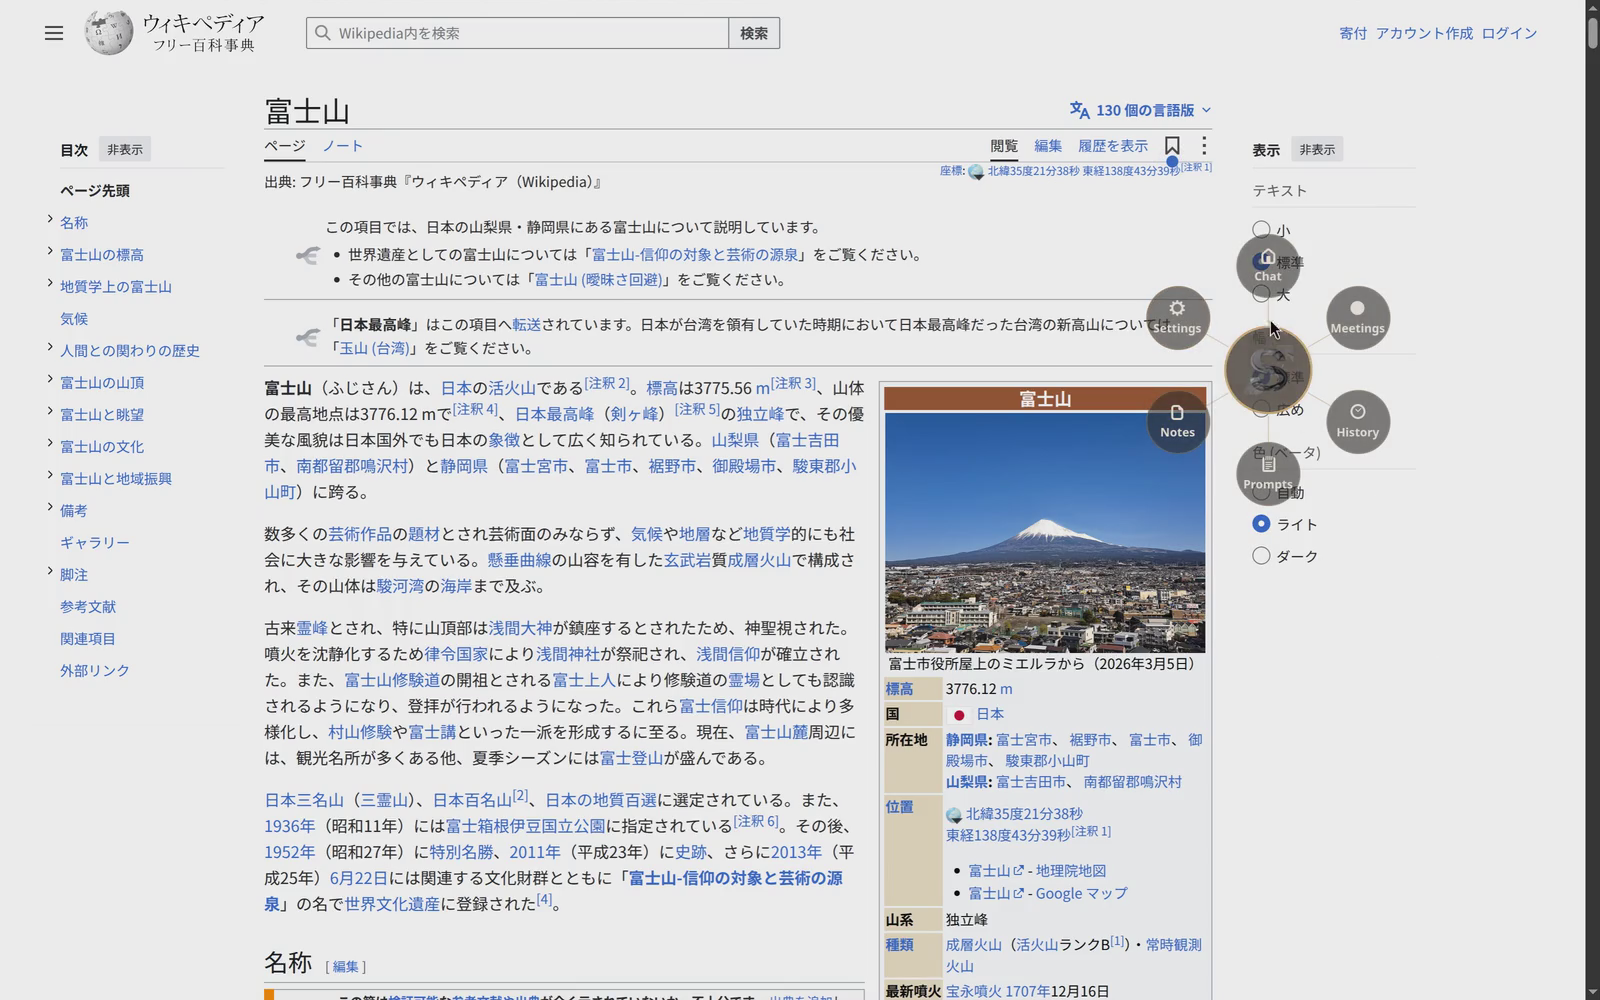 ウィキペディア
フリー百科事典
Wikipedia内を検索
検索
寄付 アカウント作成 ログイン
目次 非表示
ページ先頭
名称
富士山の標高
地質学上の富士山
気候
人間との関わりの歴史
富士山の山頂
富士山と眺望
富士山の文化
富士山と地域振興
備考
ギャラリー
脚注
参考文献
関連項目
外部リンク
富士山
130 個の言語版
ページ ノート
閲覧 編集 履歴を表示
座標: 北緯35度21分38秒 東経138度43分39秒[注釈 1]
出典: フリー百科事典『ウィキペディア（Wikipedia）』
この項目では、日本の山梨県・静岡県にある富士山について説明しています。
• 世界遺産としての富士山については「富士山-信仰の対象と芸術の源泉」をご覧ください。
• その他の富士山については「富士山 (曖昧さ回避)」をご覧ください。
「日本最高峰」はこの項目へ転送されています。日本が台湾を領有していた時期において日本最高峰だった台湾の新高山については
「玉山 (台湾)」をご覧ください。
富士山（ふじさん）は、日本の活火山である[注釈 2]。標高は3775.56 m[注釈 3]、山体
の最高地点は3776.12 mで[注釈 4]、日本最高峰（剣ヶ峰）[注釈 5]の独立峰で、その優
美な風貌は日本国外でも日本の象徴として広く知られている。山梨県（富士吉田
市、南都留郡鳴沢村）と静岡県（富士宮市、富士市、裾野市、御殿場市、駿東郡小
山町）に跨る。
数多くの芸術作品の題材とされ芸術面のみならず、気候や地層など地質学的にも社
会に大きな影響を与えている。懸垂曲線の山容を有した玄武岩質成層火山で構成さ
れ、その山体は駿河湾の海岸まで及ぶ。
古来霊峰とされ、特に山頂部は浅間大神が鎮座するとされたため、神聖視された。
噴火を沈静化するため律令国家により浅間神社が祭祀され、浅間信仰が確立され
た。また、富士山修験道の開祖とされる富士上人により修験道の霊場としても認識
されるようになり、登拝が行われるようになった。これら富士信仰は時代により多
様化し、村山修験や富士講といった一派を形成するに至る。現在、富士山麓周辺に
は、観光名所が多くある他、夏季シーズンには富士登山が盛んである。
日本三名山（三霊山）、日本百名山[2]、日本の地質百選に選定されている。また、
1936年（昭和11年）には富士箱根伊豆国立公園に指定されている[注釈 6]。その後、
1952年（昭和27年）に特別名勝、2011年（平成23年）に史跡、さらに2013年（平
成25年）6月22日には関連する文化財群とともに「富士山-信仰の対象と芸術の源
泉」の名で世界文化遺産に登録された[4]。
名称 [ 編集 ]
富士山
富士市役所屋上のミエルラから（2026年3月5日）
標高 3776.12 m
国 日本
所在地 静岡県: 富士宮市、 裾野市、 富士市、 御
殿場市、 駿東郡小山町
山梨県: 富士吉田市、 南都留郡鳴沢村
位置 北緯35度21分38秒
東経138度43分39秒[注釈 1]
• 富士山 - 地理院地図
• 富士山 - Google マップ
山系 独立峰
種類 成層火山（活火山ランクB[1]）・常時観測
火山
最新噴火 宝永噴火 1707年12月16日
表示 非表示
テキスト
小
標準
大
広め
色 (ベータ)
自動
ライト
ダーク
Chat
Settings
Meetings
Notes
History
Prompts